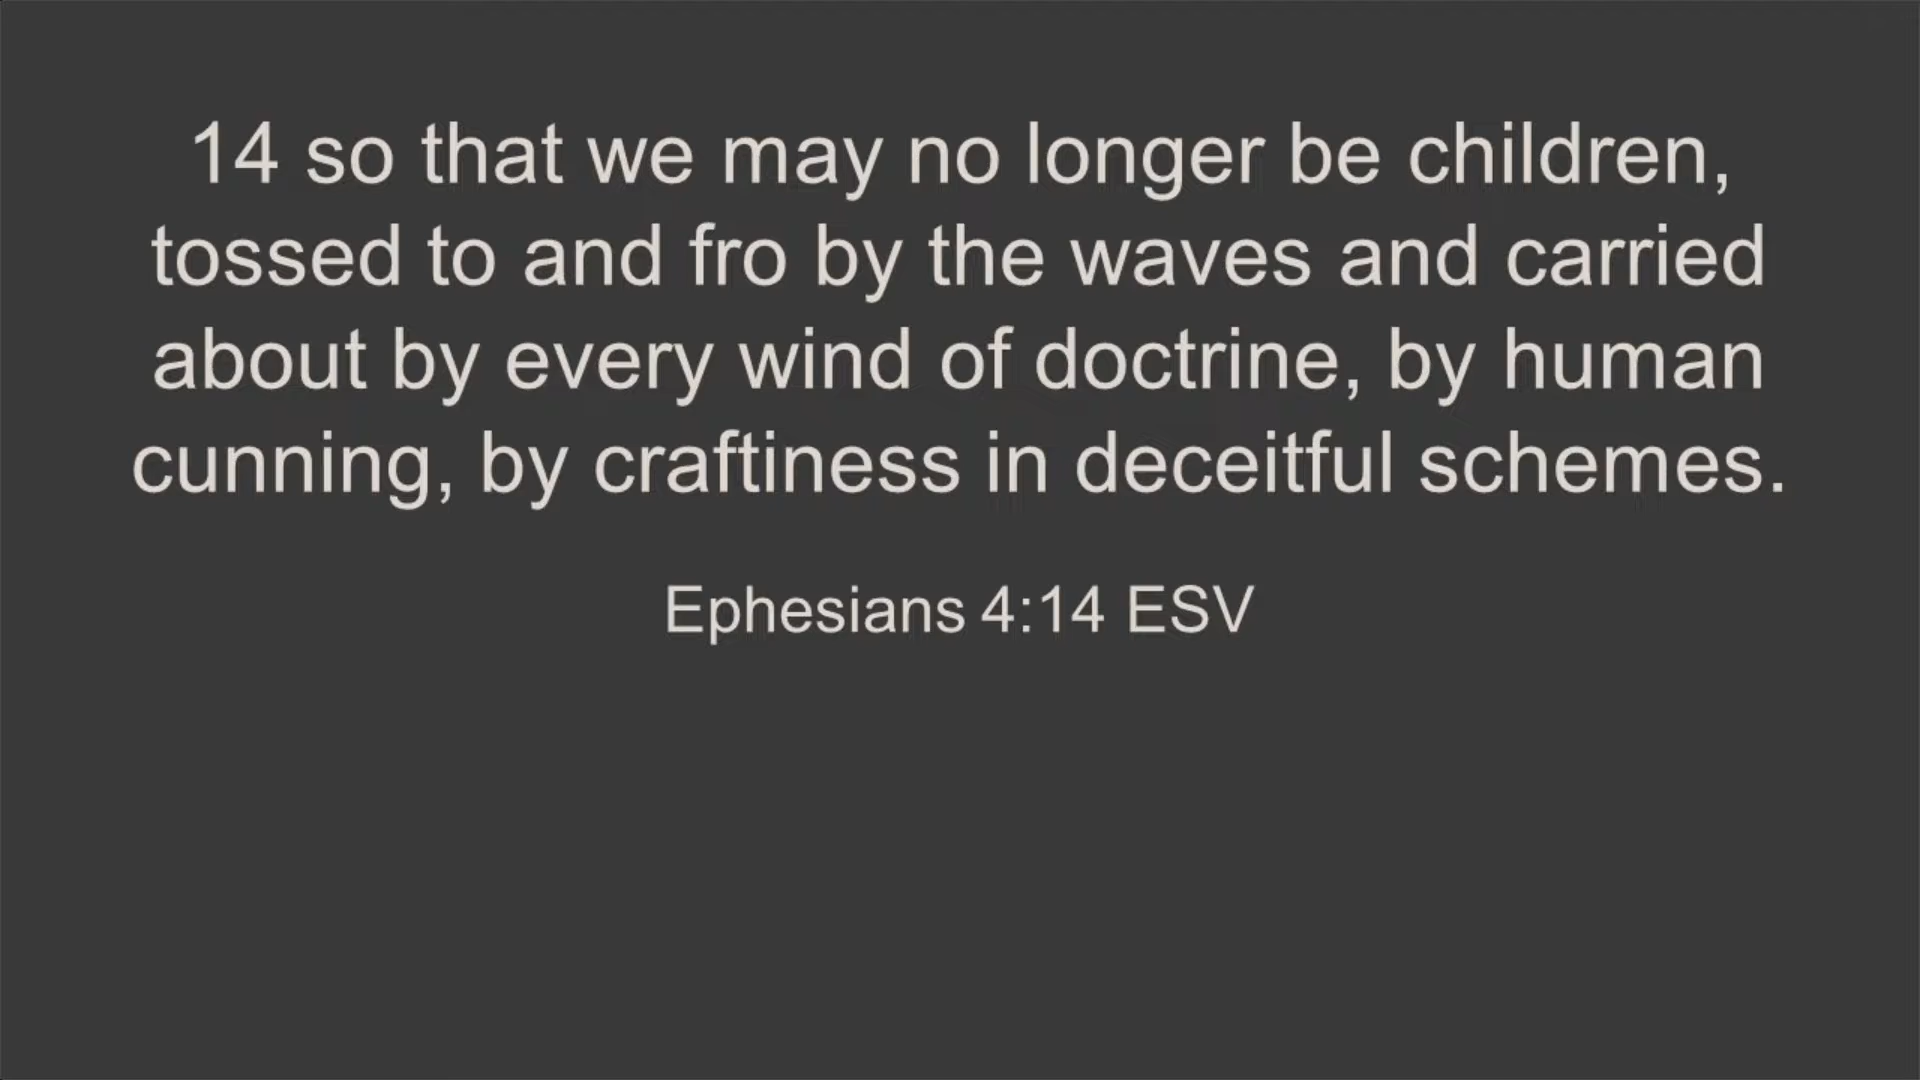 14 so that we may no longer be children,
tossed to and fro by the waves and carried
about by every wind of doctrine, by human
cunning, by craftiness in deceitful schemes.
Ephesians 4:14 ESV